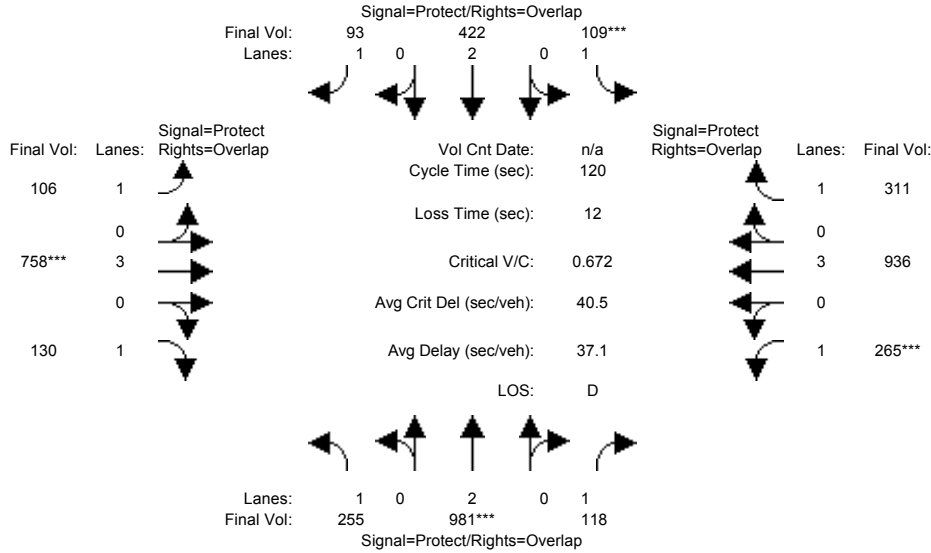 Signal=Protect/Rights=Overlap
Final Vol: 93 422 109***
Lanes: 1 0 2 0 1
Signal=Protect
Final Vol: Lanes: Rights=Overlap
Vol Cnt Date: n/a
Signal=Protect
Rights=Overlap Lanes: Final Vol:
Cycle Time (sec): 120
106 1
1 311
Loss Time (sec): 12
0
0
758*** 3
Critical V/C: 0.672
3 936
0
Avg Crit Del (sec/veh): 40.5
0
130 1
Avg Delay (sec/veh): 37.1
1 265***
LOS: D
Lanes: 1 0 2 0 1
Final Vol: 255 981*** 118
Signal=Protect/Rights=Overlap